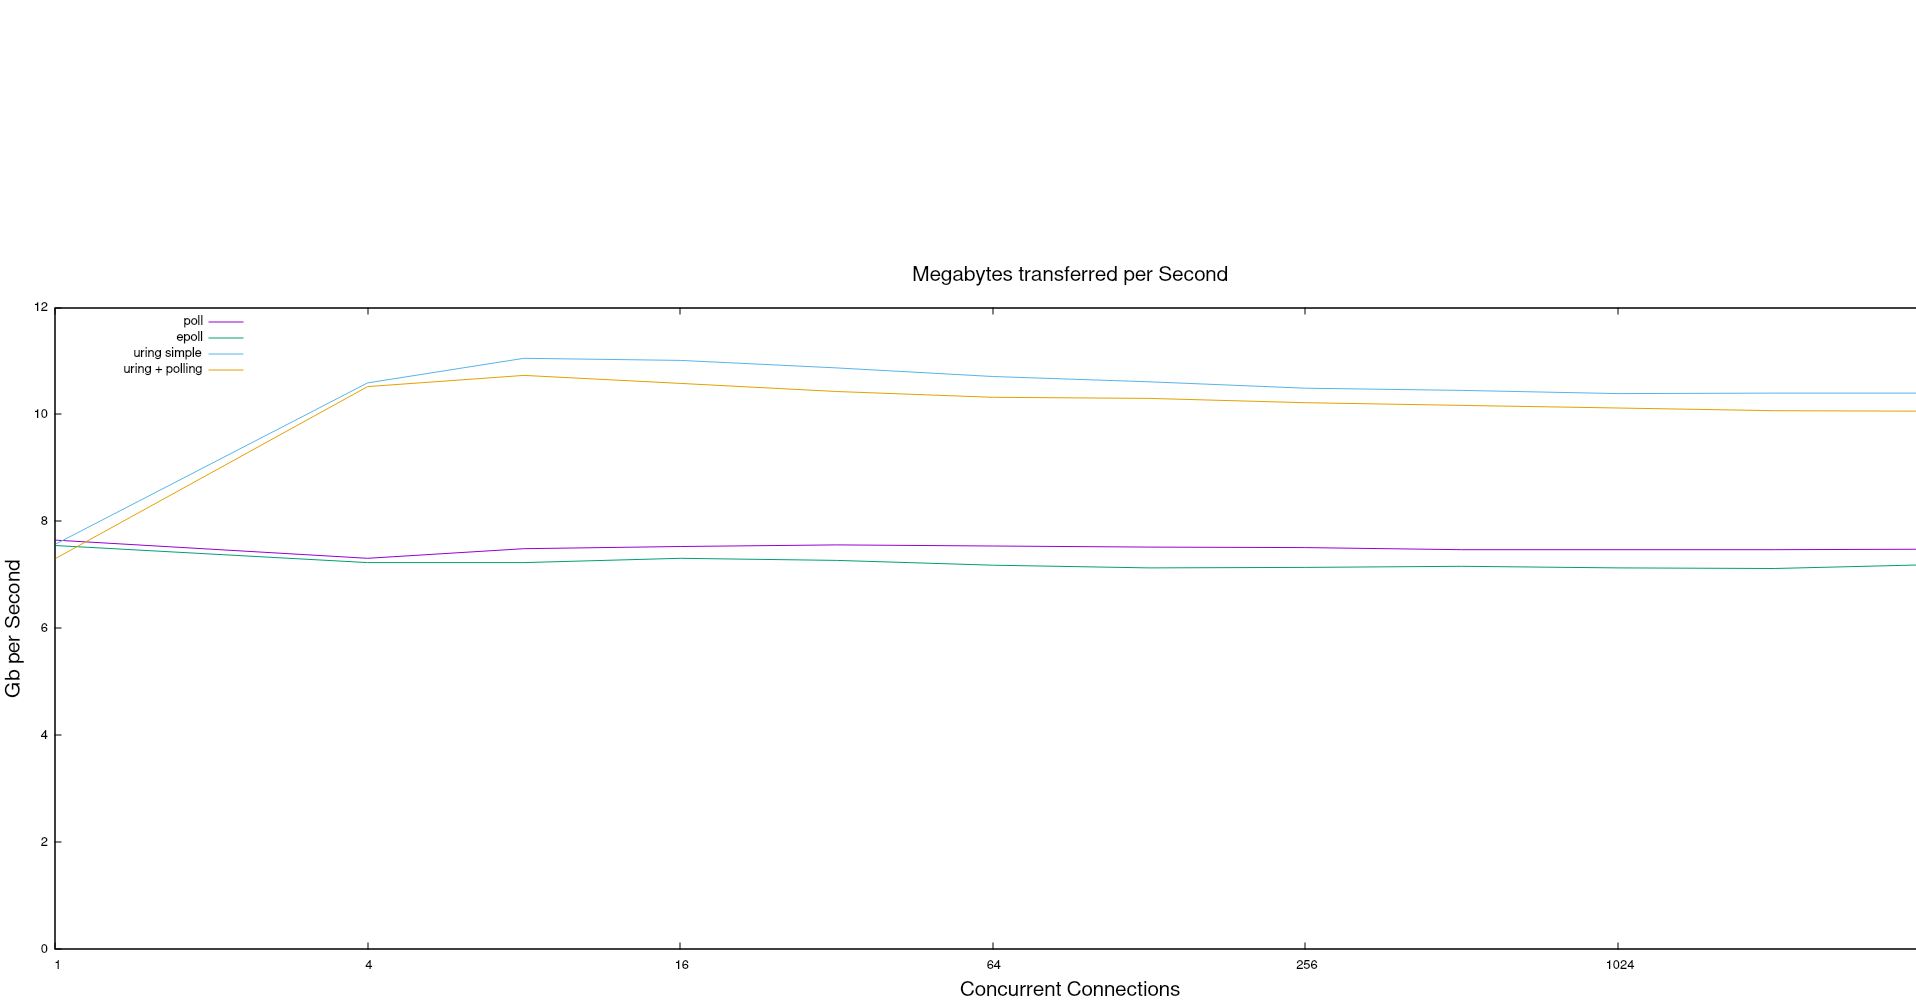 Megabytes transferred per Second
12
poll
epoll
uring simple
uring + polling
10
8
6
Gb per Second
4
2
0
1 4 16 64 256 1024
Concurrent Connections